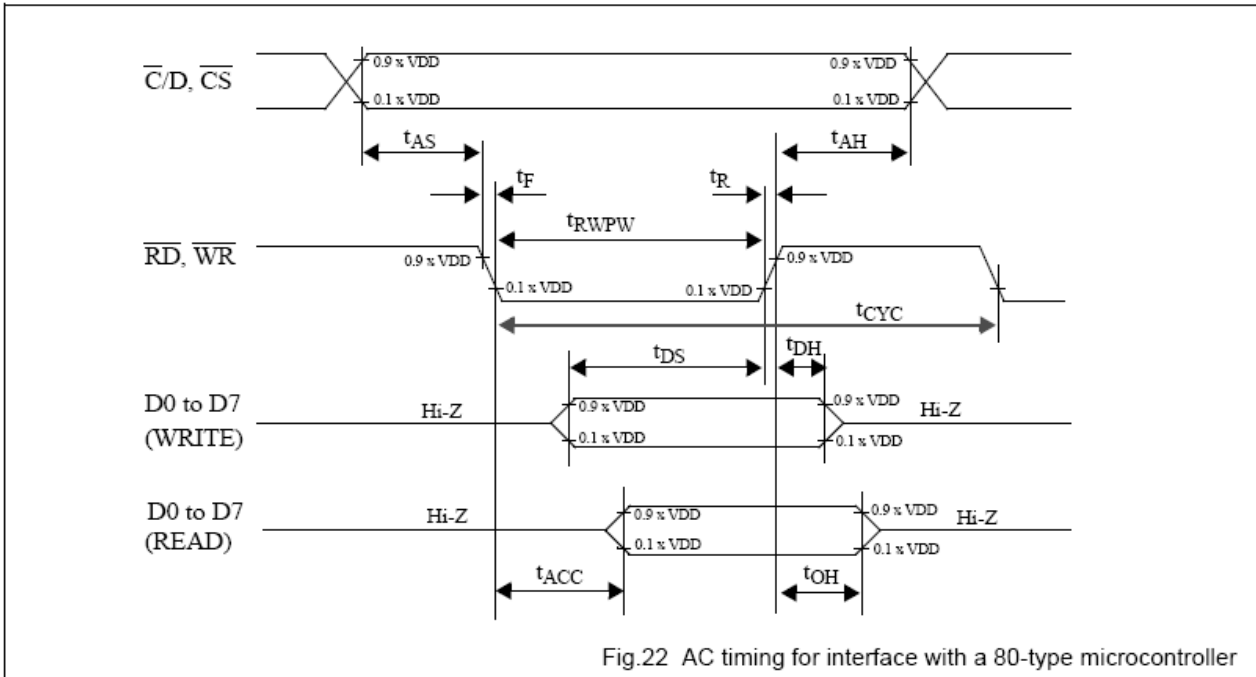 C̅/D, C̅S̅
0.9 x VDD
0.9 x VDD
0.1 x VDD
0.1 x VDD
tAS
tAH
tF
tR
tRWPW
R̅D̅, W̅R̅
0.9 x VDD
0.9 x VDD
0.1 x VDD
0.1 x VDD
tCYC
tDS
tDH
D0 to D7
(WRITE)
Hi-Z
0.9 x VDD
0.9 x VDD
Hi-Z
0.1 x VDD
0.1 x VDD
D0 to D7
(READ)
Hi-Z
0.9 x VDD
0.9 x VDD
Hi-Z
0.1 x VDD
0.1 x VDD
tACC
tOH
Fig.22 AC timing for interface with a 80-type microcontroller